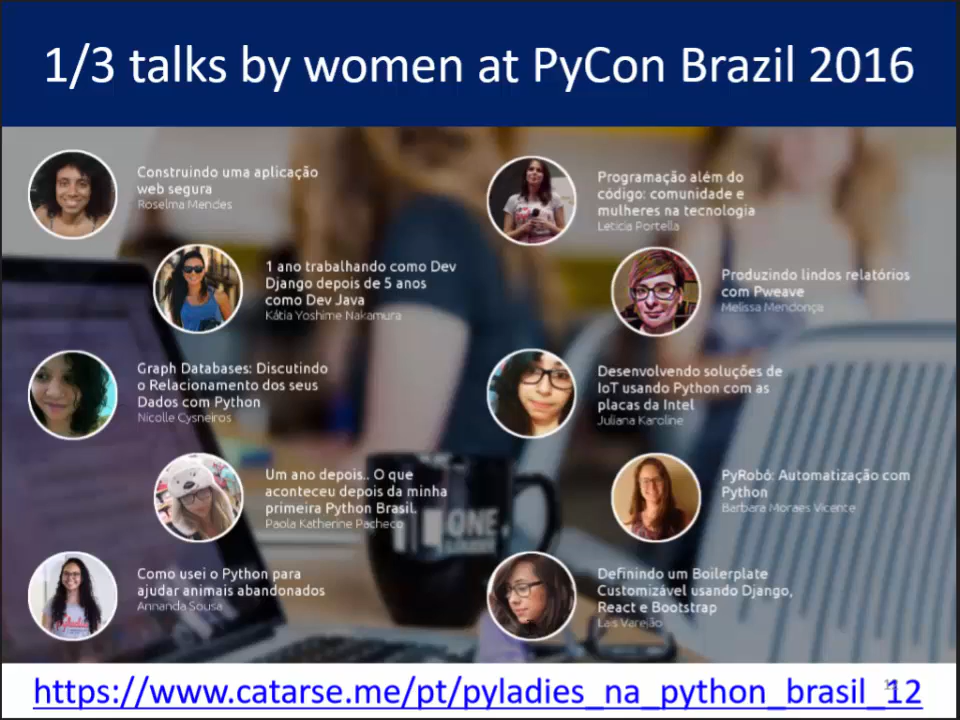 1/3 talks by women at PyCon Brazil 2016
Construindo uma aplicação
web segura
Roselma Mendes
1 ano trabalhando como Dev
Django depois de 5 anos
como Dev Java
Kátia Yoshime Nakamura
Graph Databases: Discutindo
o Relacionamento dos seus
Dados com Python
Nicolle Cysneiros
Um ano depois.. O que
aconteceu depois da minha
primeira Python Brasil.
Paola Katherine Pacheco
Como usei o Python para
ajudar animais abandonados
Annanda Sousa
Programação além do
código: comunidade e
mulheres na tecnologia
Leticia Portella
Produzindo lindos relatórios
com Pweave
Melissa Mendonça
Desenvolvendo soluções de
IoT usando Python com as
placas da Intel
Juliana Karoline
PyRobô: Automatização com
Python
Barbara Moraes Vicente
Definindo um Boilerplate
Customizável usando Django,
React e Bootstrap
Lais Varejão
ONE
https://www.catarse.me/pt/pyladies_na_python_brasil_12